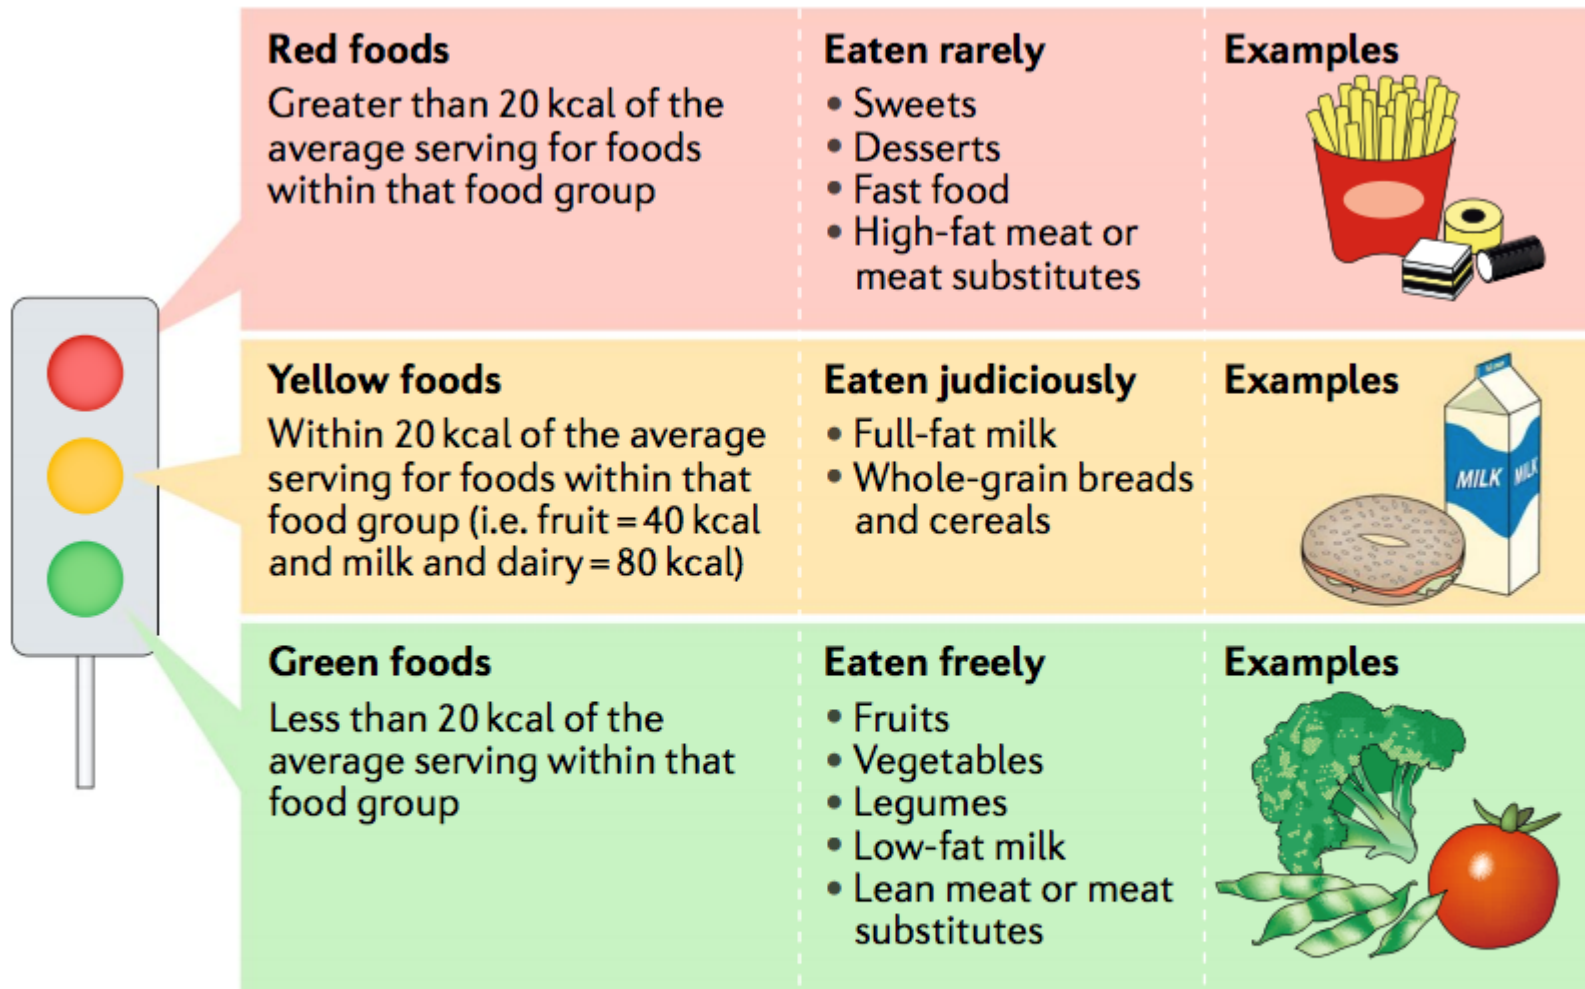 Red foods
Greater than 20 kcal of the
average serving for foods
within that food group
Eaten rarely
• Sweets
• Desserts
• Fast food
• High-fat meat or
meat substitutes
Examples
Yellow foods
Within 20 kcal of the average
serving for foods within that
food group (i.e. fruit = 40 kcal
and milk and dairy = 80 kcal)
Eaten judiciously
• Full-fat milk
• Whole-grain breads
and cereals
Examples
MILK
MILK
Green foods
Less than 20 kcal of the
average serving within that
food group
Eaten freely
• Fruits
• Vegetables
• Legumes
• Low-fat milk
• Lean meat or meat
substitutes
Examples